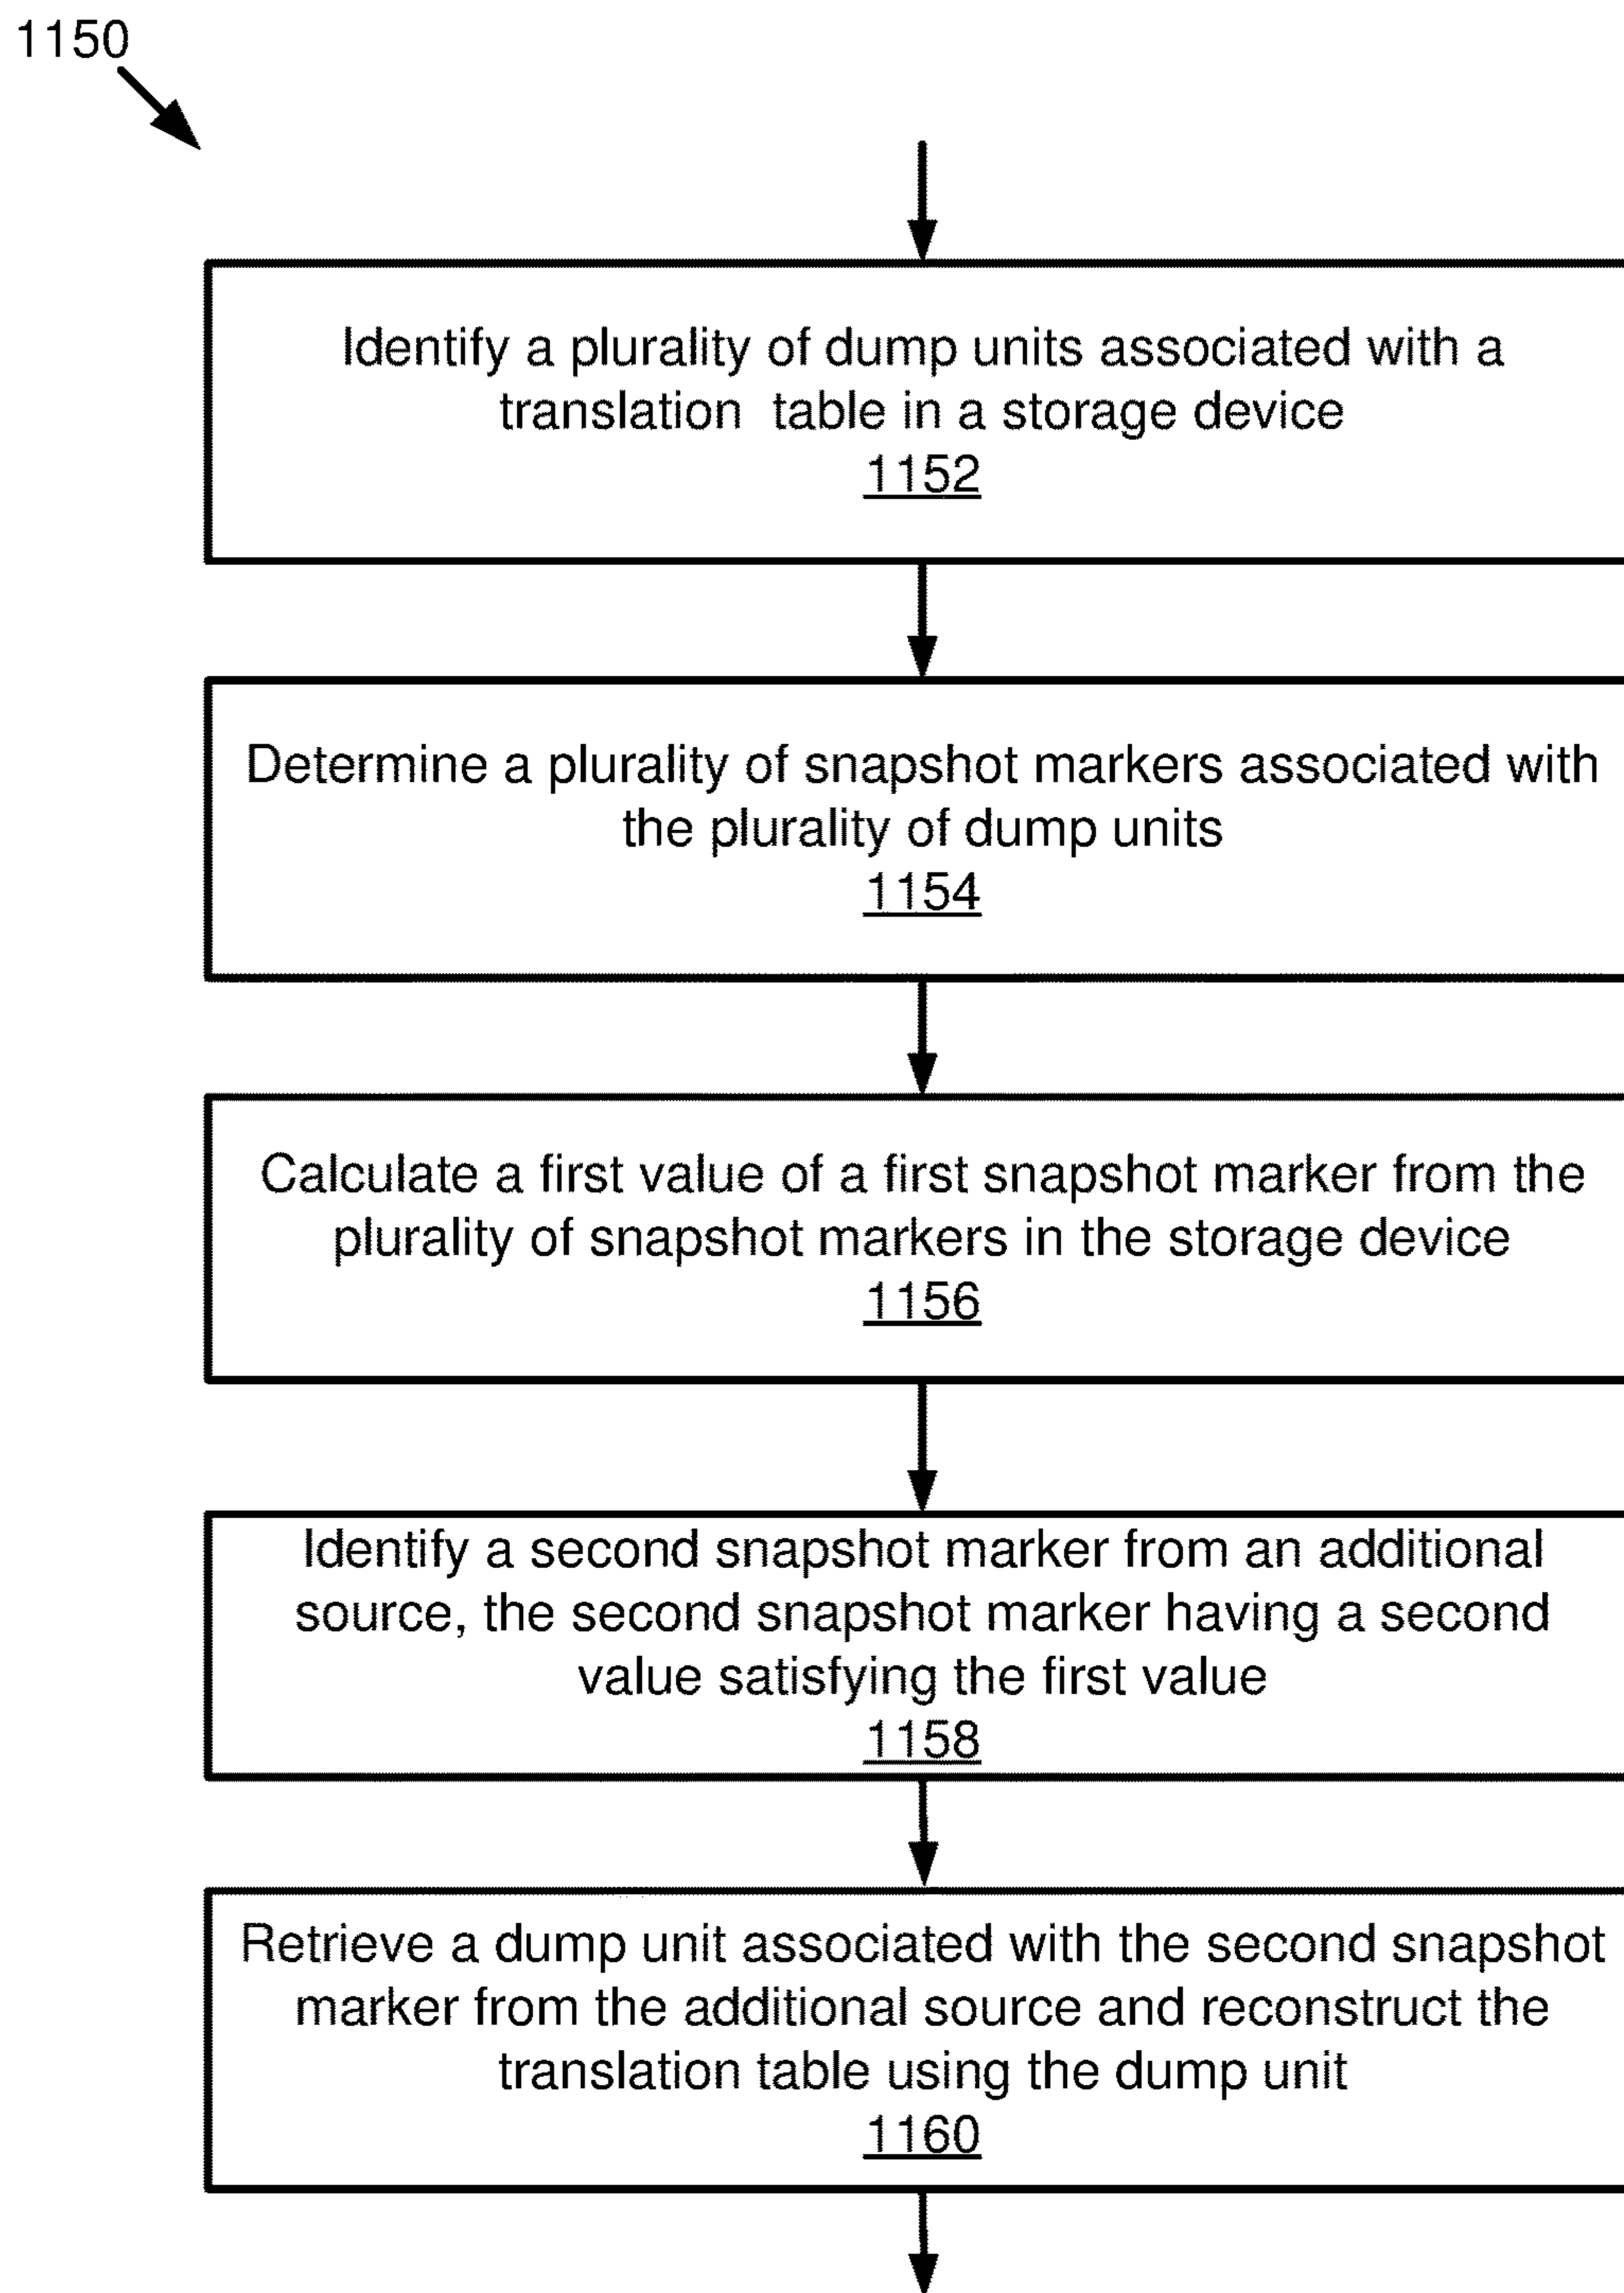 1150
Identify a plurality of dump units associated with a
translation table in a storage device
1152
Determine a plurality of snapshot markers associated with
the plurality of dump units
1154
Calculate a first value of a first snapshot marker from the
plurality of snapshot markers in the storage device
1156
Identify a second snapshot marker from an additional
source, the second snapshot marker having a second
value satisfying the first value
1158
Retrieve a dump unit associated with the second snapshot
marker from the additional source and reconstruct the
translation table using the dump unit
1160